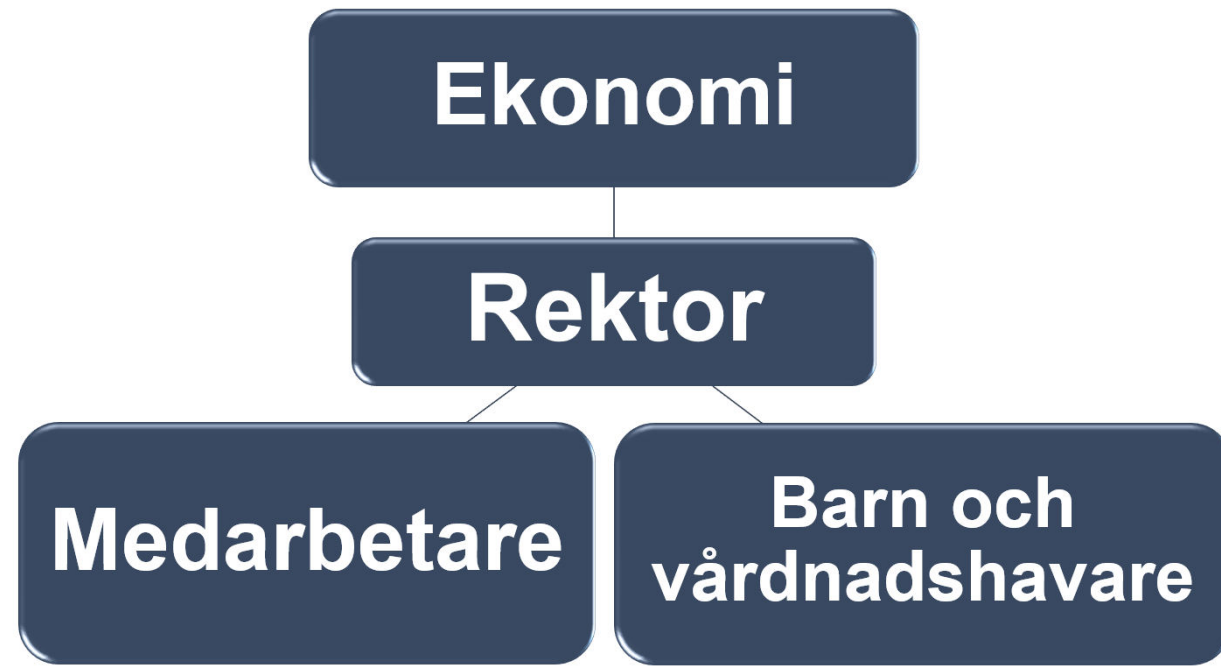 Ekonomi
Rektor
Medarbetare
Barn och
vårdnadshavare